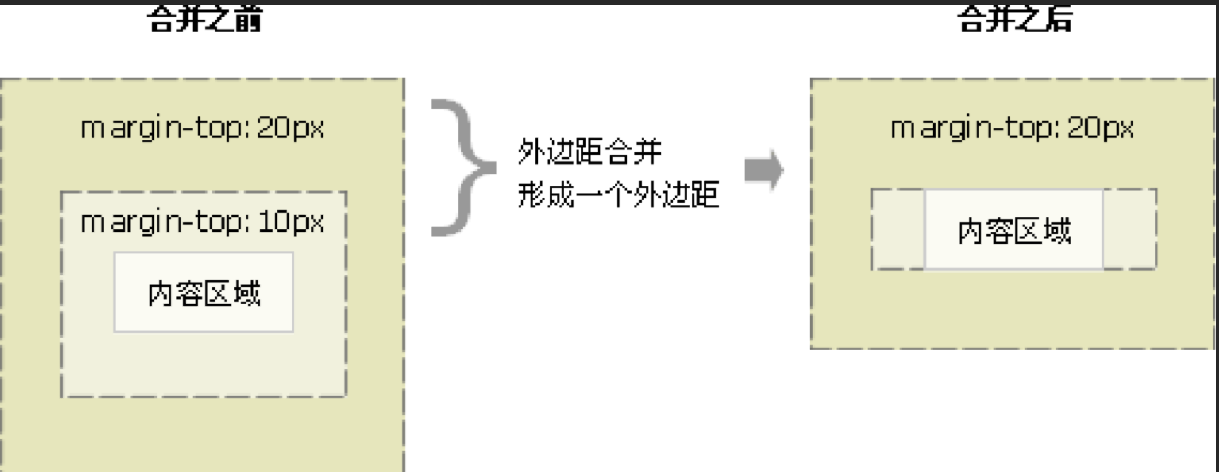 合并之前
合并之后
margin-top: 20px
margin-top: 10px
内容区域
外边距合并
形成一个外边距
margin-top: 20px
内容区域